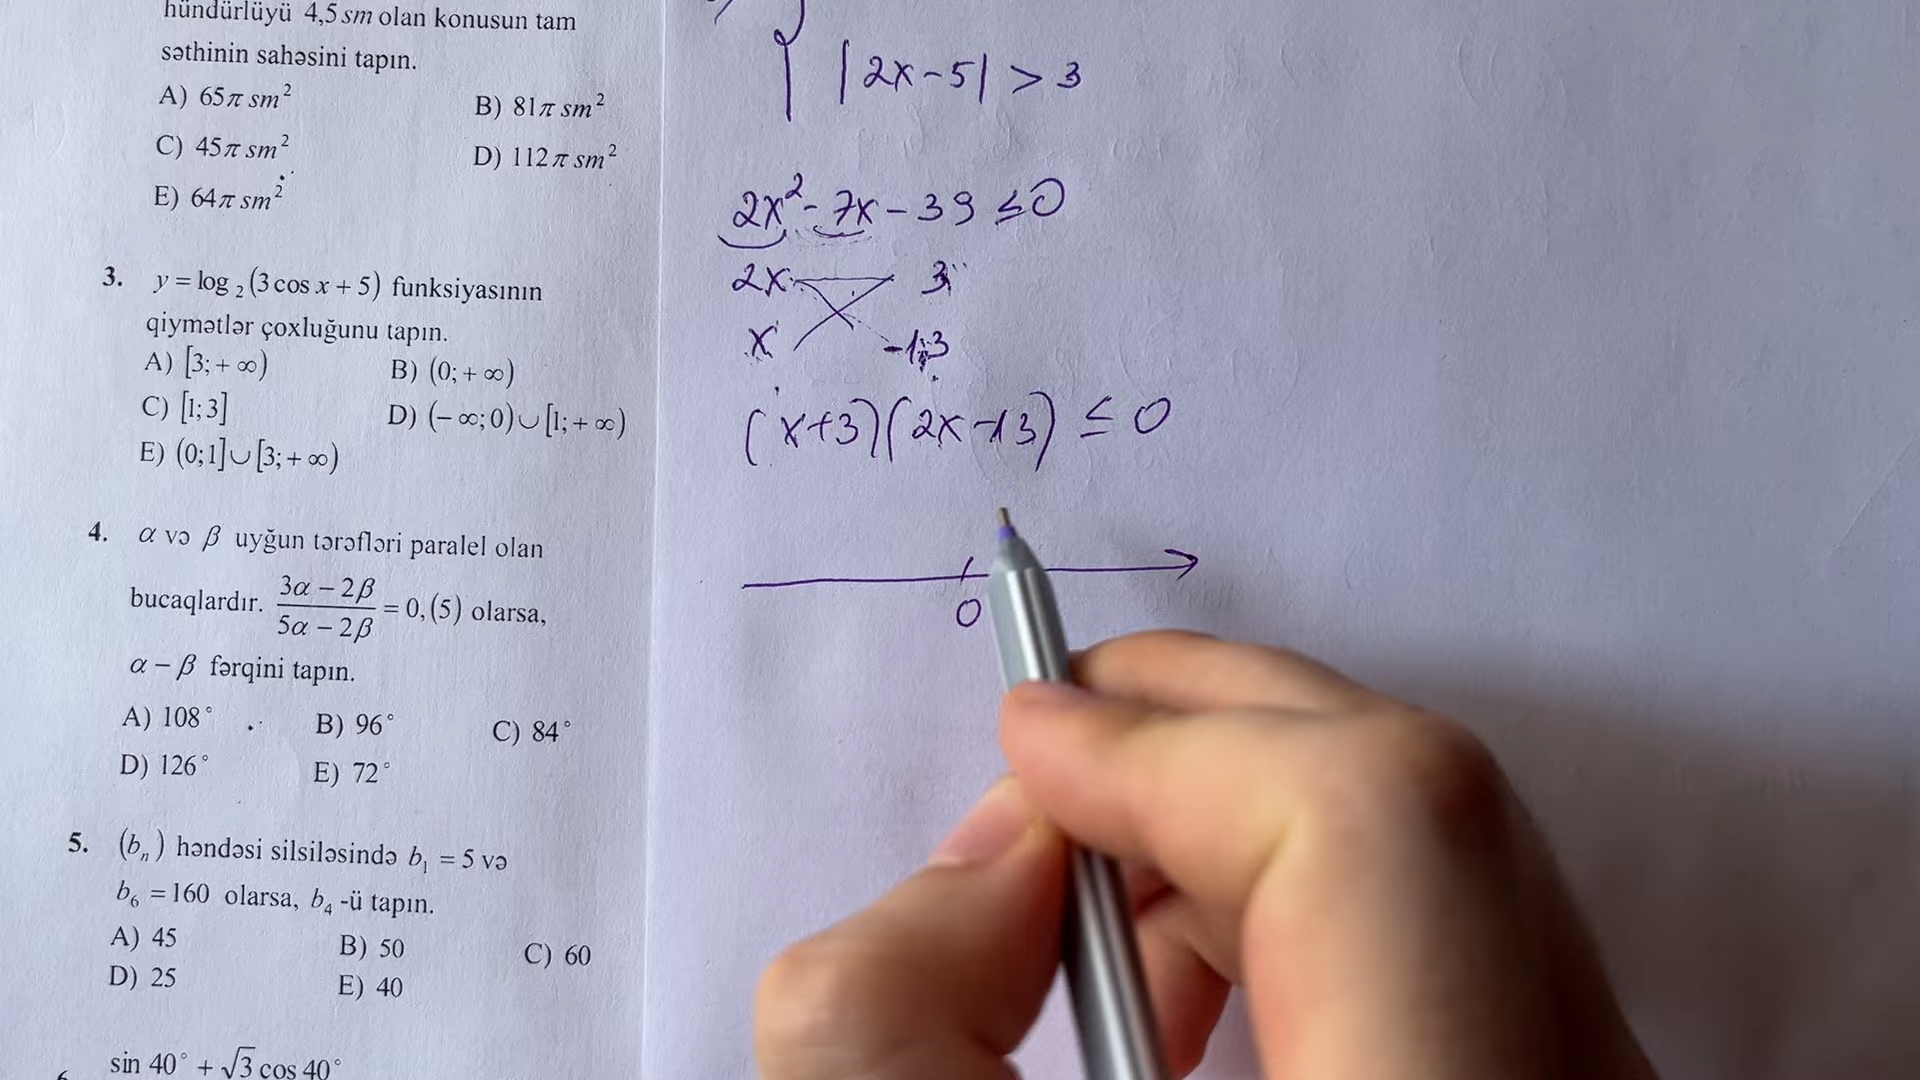 hündürlüyü 4,5 sm olan konusun tam
səthinin sahəsini tapın.
A) 65π sm²
B) 81π sm²
C) 45π sm²
D) 112π sm²
E) 64π sm²
3. y = log₂(3cos x + 5) funksiyasının
qiymətlər çoxluğunu tapın.
A) [3; + ∞)
B) (0; + ∞)
C) [1; 3]
D) (− ∞; 0) ∪ [1; + ∞)
E) (0; 1] ∪ [3; + ∞)
4. α və β uyğun tərəfləri paralel olan
bucaqlardır. (3α − 2β)/(5α − 2β) = 0,(5) olarsa,
α − β fərqini tapın.
A) 108°
B) 96°
C) 84°
D) 126°
E) 72°
5. (bₙ) həndəsi silsiləsində b₁ = 5 və
b₆ = 160 olarsa, b₄ -ü tapın.
A) 45
B) 50
C) 60
D) 25
E) 40
sin 40° + √3 cos 40°
|2x−5| > 3
2x² − 7x − 39 ≤ 0
2x 3
x −13
(x+3)(2x−13) ≤ 0
0